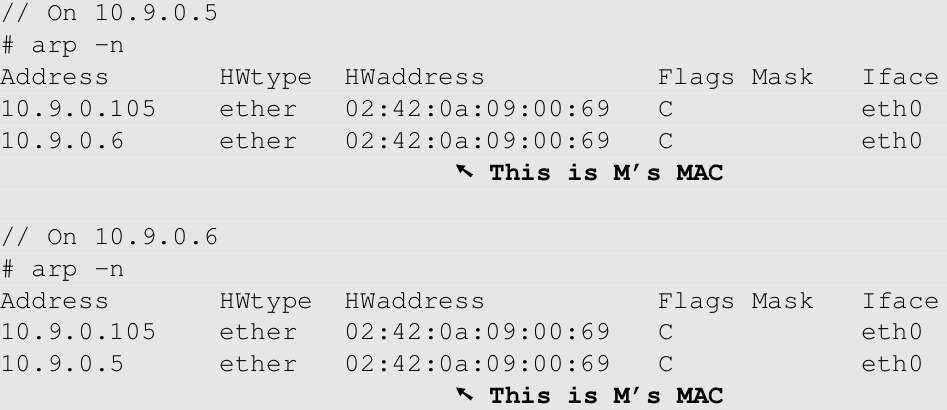 // On 10.9.0.5
# arp -n
Address HWtype HWaddress Flags Mask Iface
10.9.0.105 ether 02:42:0a:09:00:69 C eth0
10.9.0.6 ether 02:42:0a:09:00:69 C eth0
↖ This is M’s MAC
// On 10.9.0.6
# arp -n
Address HWtype HWaddress Flags Mask Iface
10.9.0.105 ether 02:42:0a:09:00:69 C eth0
10.9.0.5 ether 02:42:0a:09:00:69 C eth0
↖ This is M’s MAC